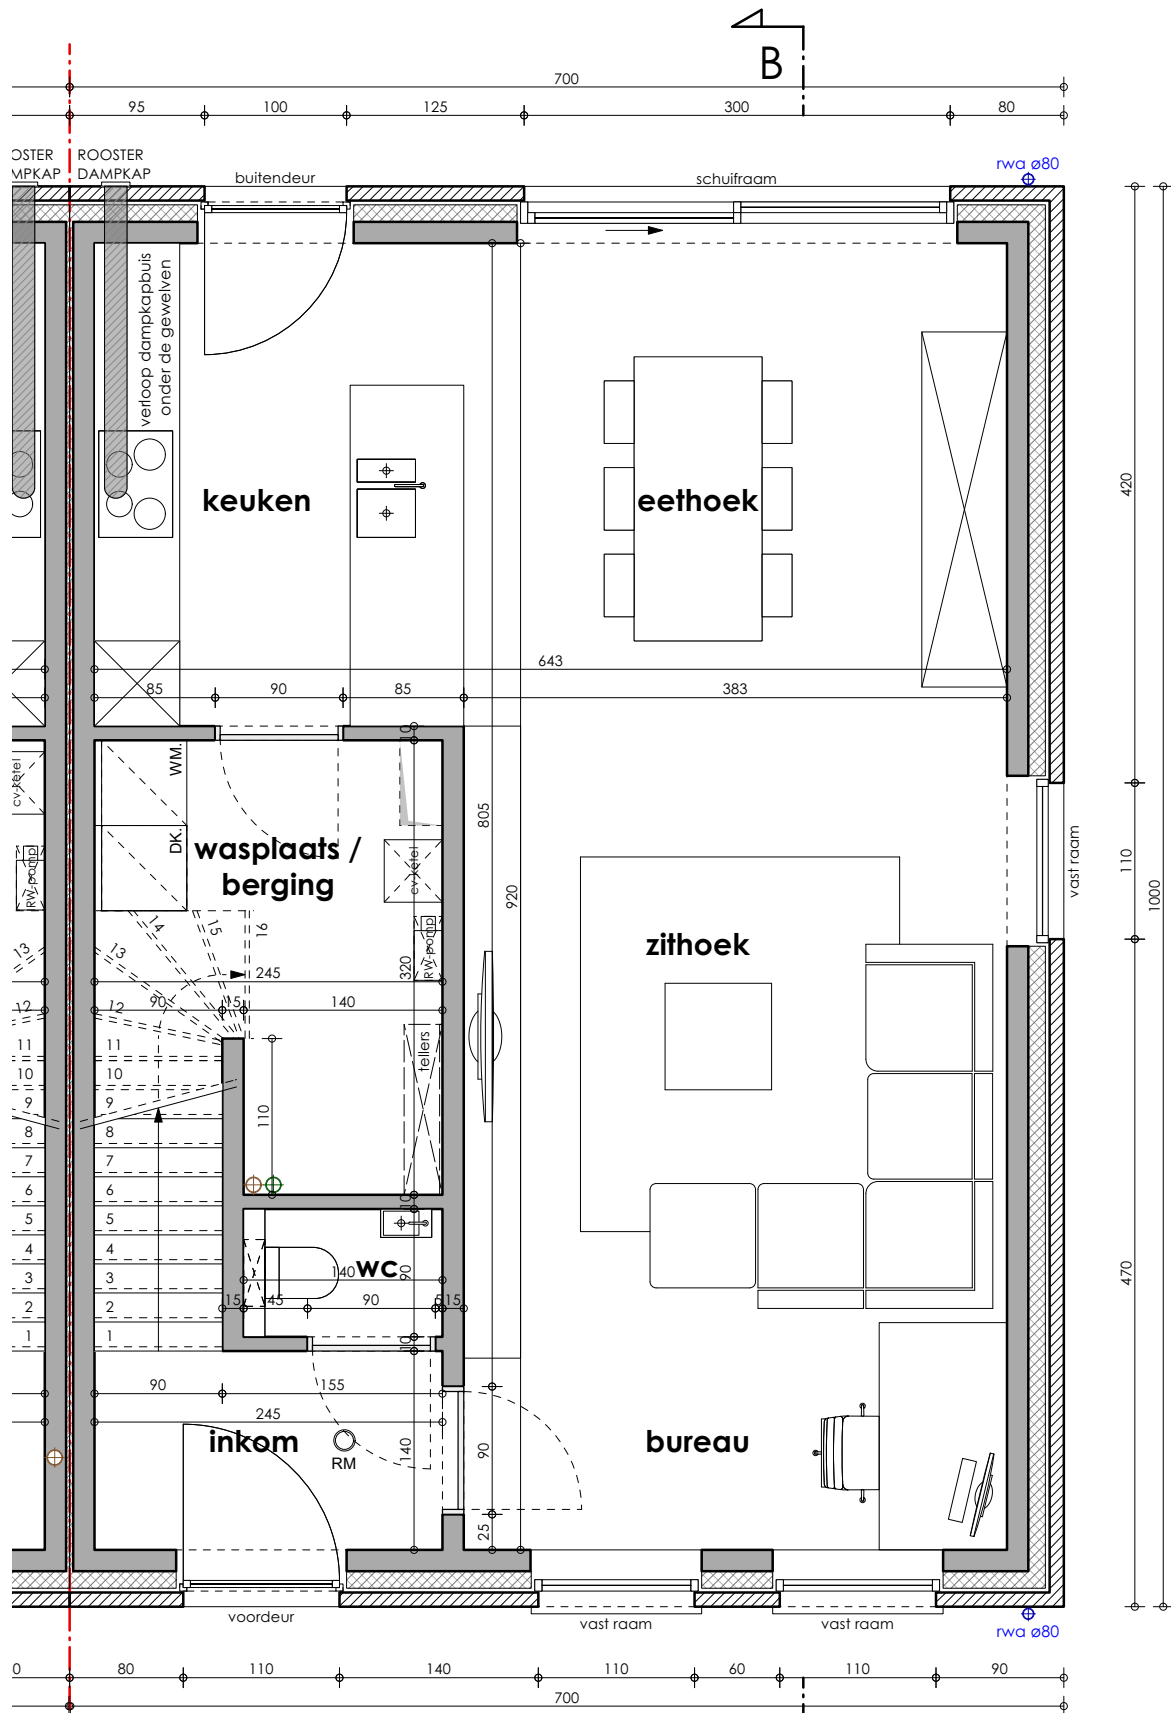 B
700
95
100
125
300
80
OSTER
MPKAP
ROOSTER
DAMPKAP
buitendeur
schuifraam
rwa ø80
verloop dampkapbuis
onder de gewelven
keuken
eethoek
420
643
85
90
85
383
10
WM.
DK.
cv-ketel
RW-pomp
wasplaats /
berging
cv-ketel
RW-pomp
805
920
110
vast raam
1000
zithoek
13
14
15
16
13
245
320
12
90
15
140
12
tellers
11
11
10
10
9
9
110
8
8
7
7
6
6
10
5
5
4
4
3
3
2
2
1
1
wc
140
90
15
45
90
5
15
10
470
90
155
245
inkom
RM
140
90
25
bureau
voordeur
vast raam
vast raam
rwa ø80
0
80
110
140
110
60
110
90
700